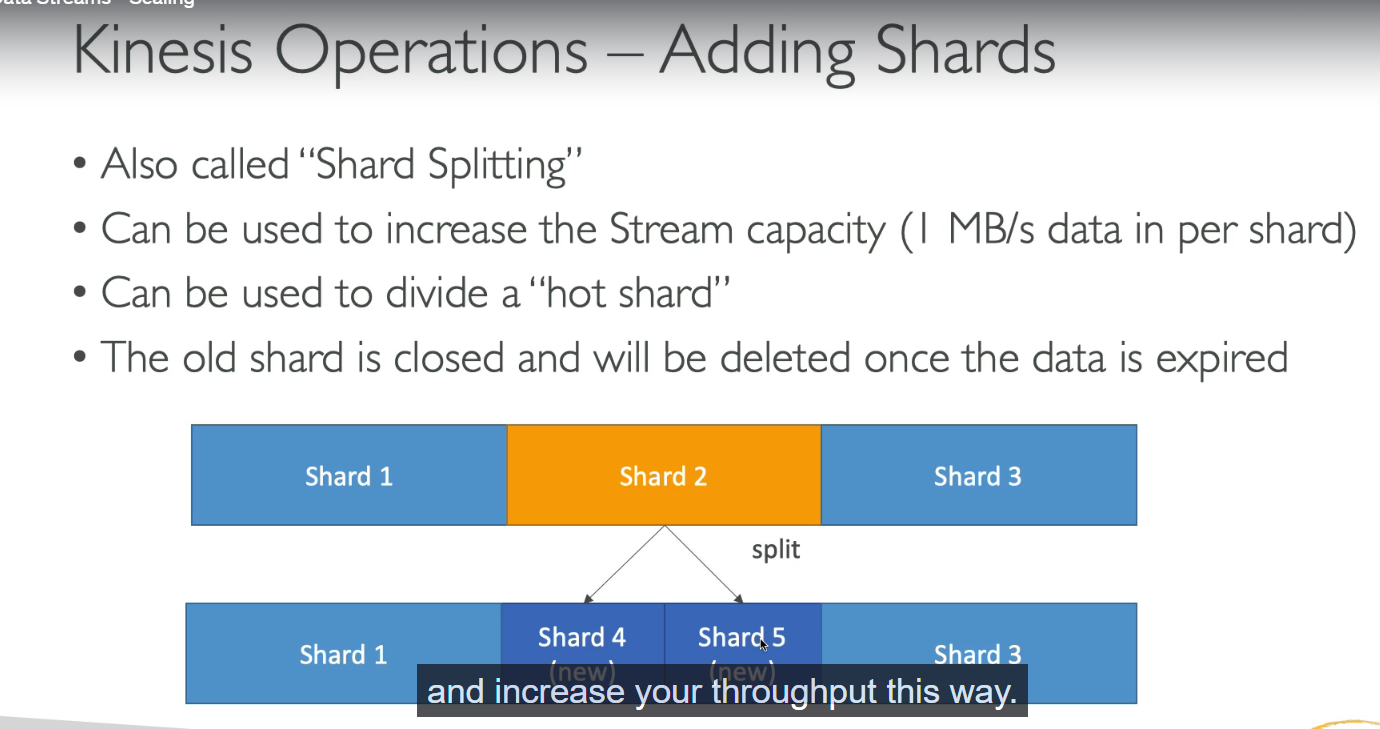 Data Streams - Scaling
Kinesis Operations – Adding Shards
• Also called “Shard Splitting”
• Can be used to increase the Stream capacity (1 MB/s data in per shard)
• Can be used to divide a “hot shard”
• The old shard is closed and will be deleted once the data is expired
Shard 1 Shard 2 Shard 3
split
Shard 1 Shard 4 Shard 5 Shard 3
(new) (new)
and increase your throughput this way.